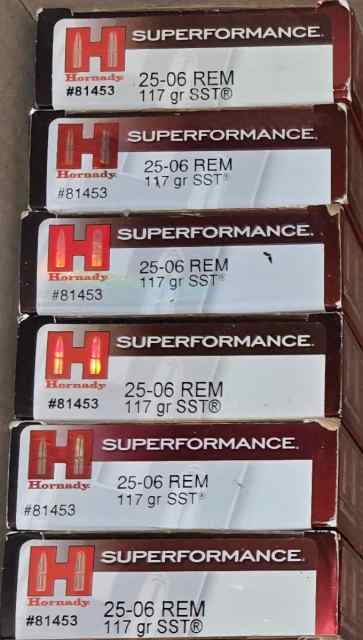 SUPERFORMANCE.
H
Hornady
25-06 REM
#81453
117 gr SST®
SUPERFORMANCE.
H
25-06 REM
Hornady
117 gr SST®
#81453
SUPERFORMANCE.
H
25-06 REM
Hornady
117 gr SST®
#81453
SUPERFORMANCE.
H
Hornady
25-06 REM
#81453
117 gr SST®
SUPERFORMANCE.
H
25-06 REM
Hornady
117 gr SST®
#81453
SUPERFORMANCE.
H
Hornady
25-06 REM
#81453
117 gr SST®